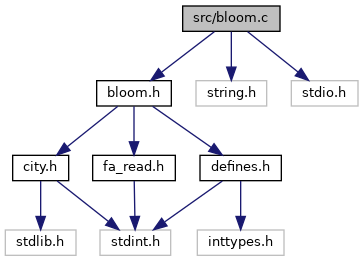 src/bloom.c
bloom.h string.h stdio.h
city.h fa_read.h defines.h
stdlib.h stdint.h inttypes.h